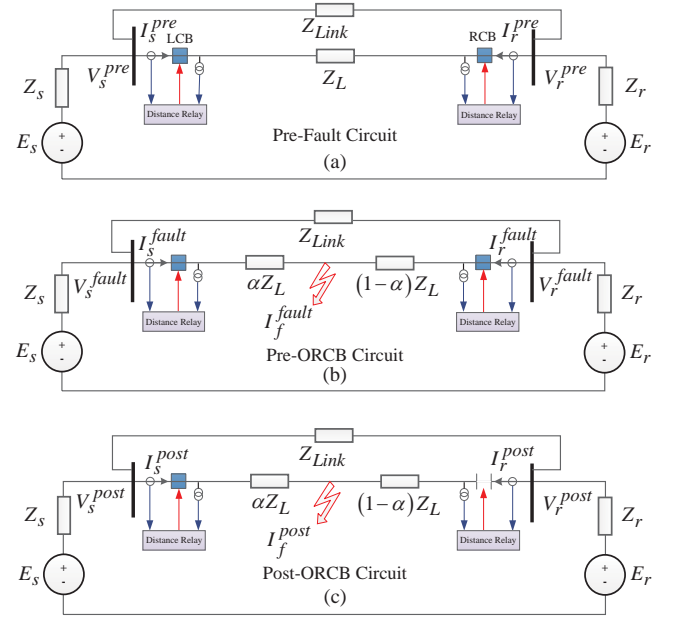 Z_Link
I_s^pre
LCB
RCB
I_r^pre
V_s^pre
Z_L
V_r^pre
Z_s
Z_r
Distance Relay
Distance Relay
E_s
+
-
Pre-Fault Circuit
+
-
E_r
(a)
I_s^fault
Z_Link
I_r^fault
Z_s
V_s^fault
αZ_L
(1-α)Z_L
V_r^fault
Z_r
I_f^fault
Distance Relay
Distance Relay
E_s
+
-
Pre-ORCB Circuit
+
-
E_r
(b)
I_s^post
Z_Link
I_r^post
V_s^post
αZ_L
(1-α)Z_L
V_r^post
Z_s
Z_r
I_f^post
Distance Relay
Distance Relay
E_s
+
-
Post-ORCB Circuit
+
-
E_r
(c)